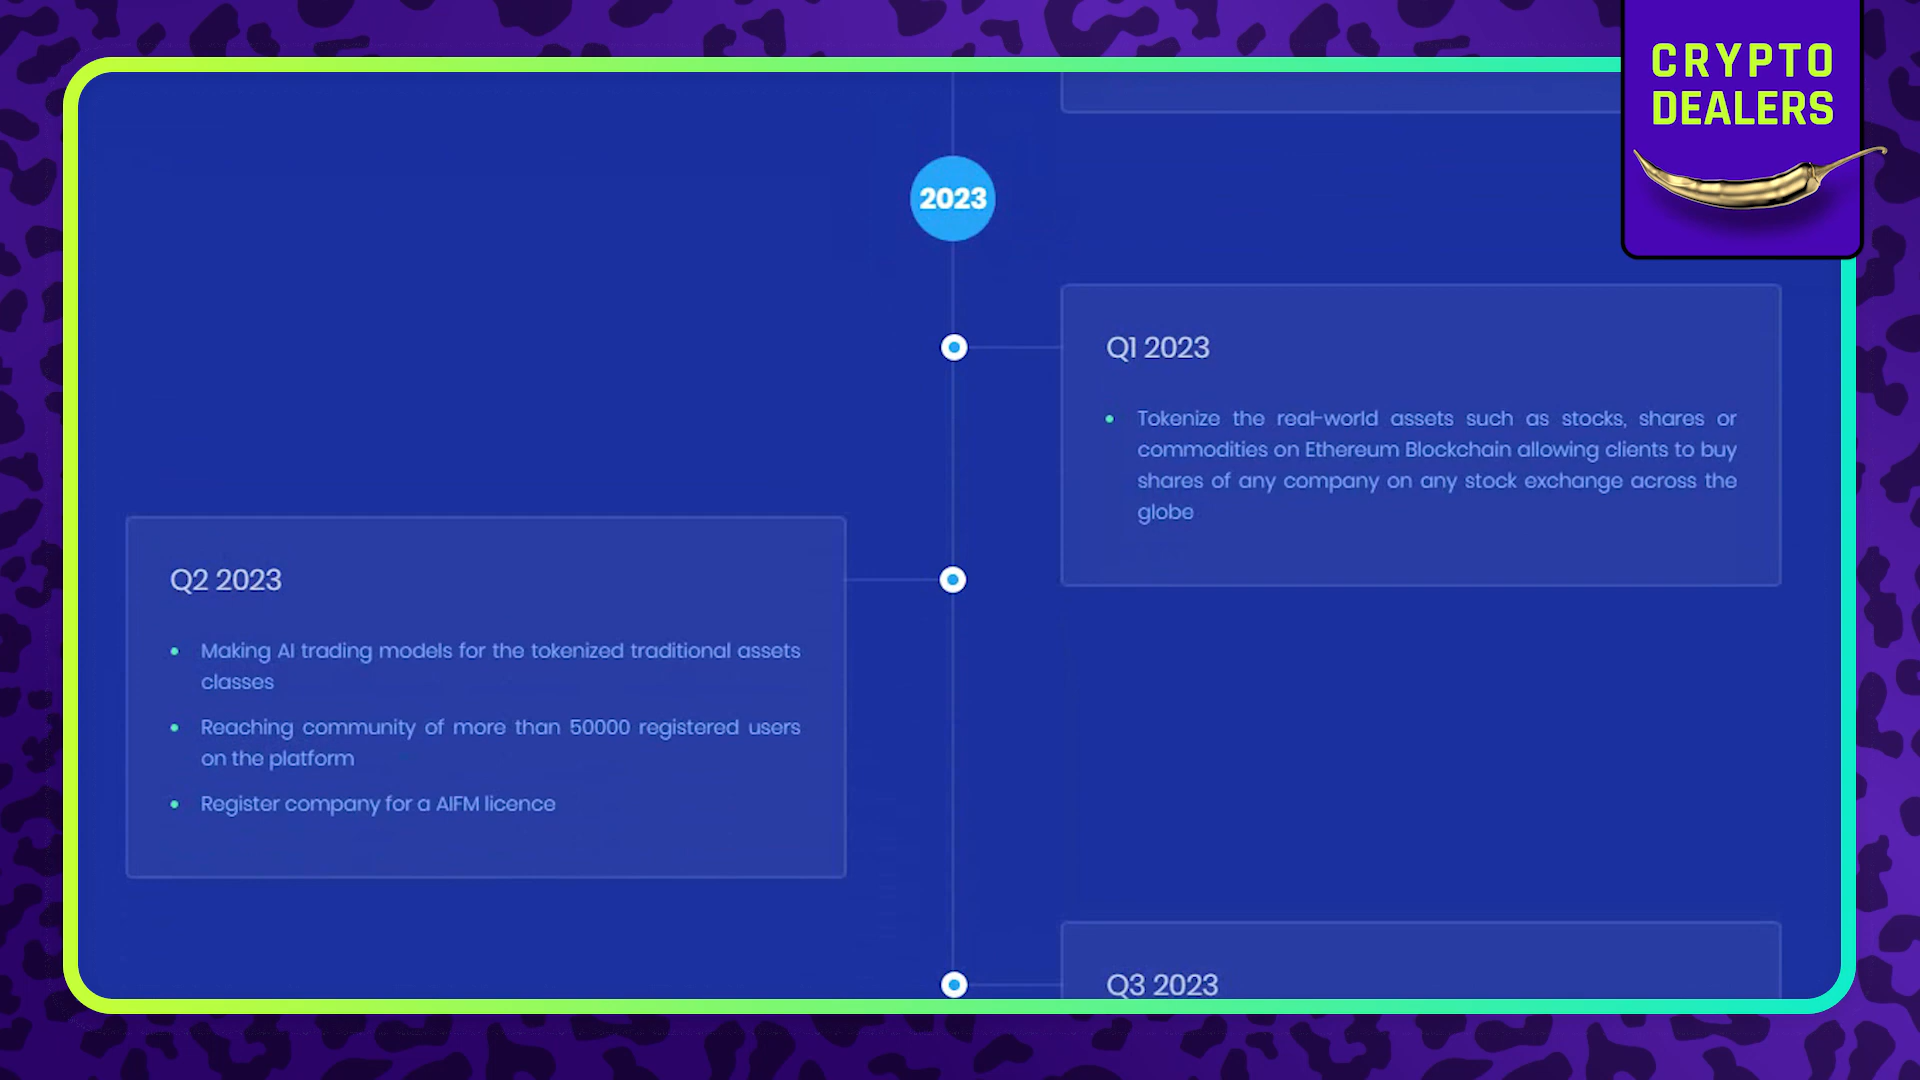 CRYPTO
DEALERS
2023
Q1 2023
Tokenize the real-world assets such as stocks, shares or
commodities on Ethereum Blockchain allowing clients to buy
shares of any company on any stock exchange across the
globe
Q2 2023
Making AI trading models for the tokenized traditional assets
classes
Reaching community of more than 50000 registered users
on the platform
Register company for a AIFM licence
Q3 2023